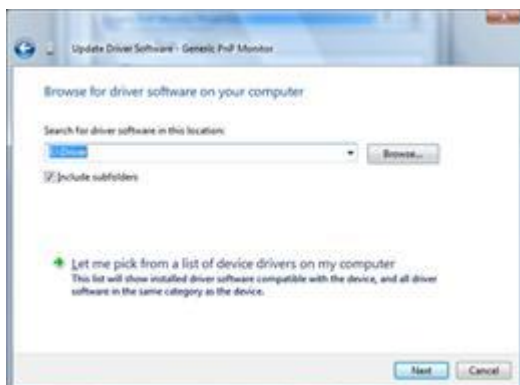 Update Driver Software - Generic PnP Monitor
Browse for driver software on your computer
Search for driver software in this location:
Browse...
Include subfolders
Let me pick from a list of device drivers on my computer
This list will show installed driver software compatible with the device, and all driver
software in the same category as the device.
Next Cancel